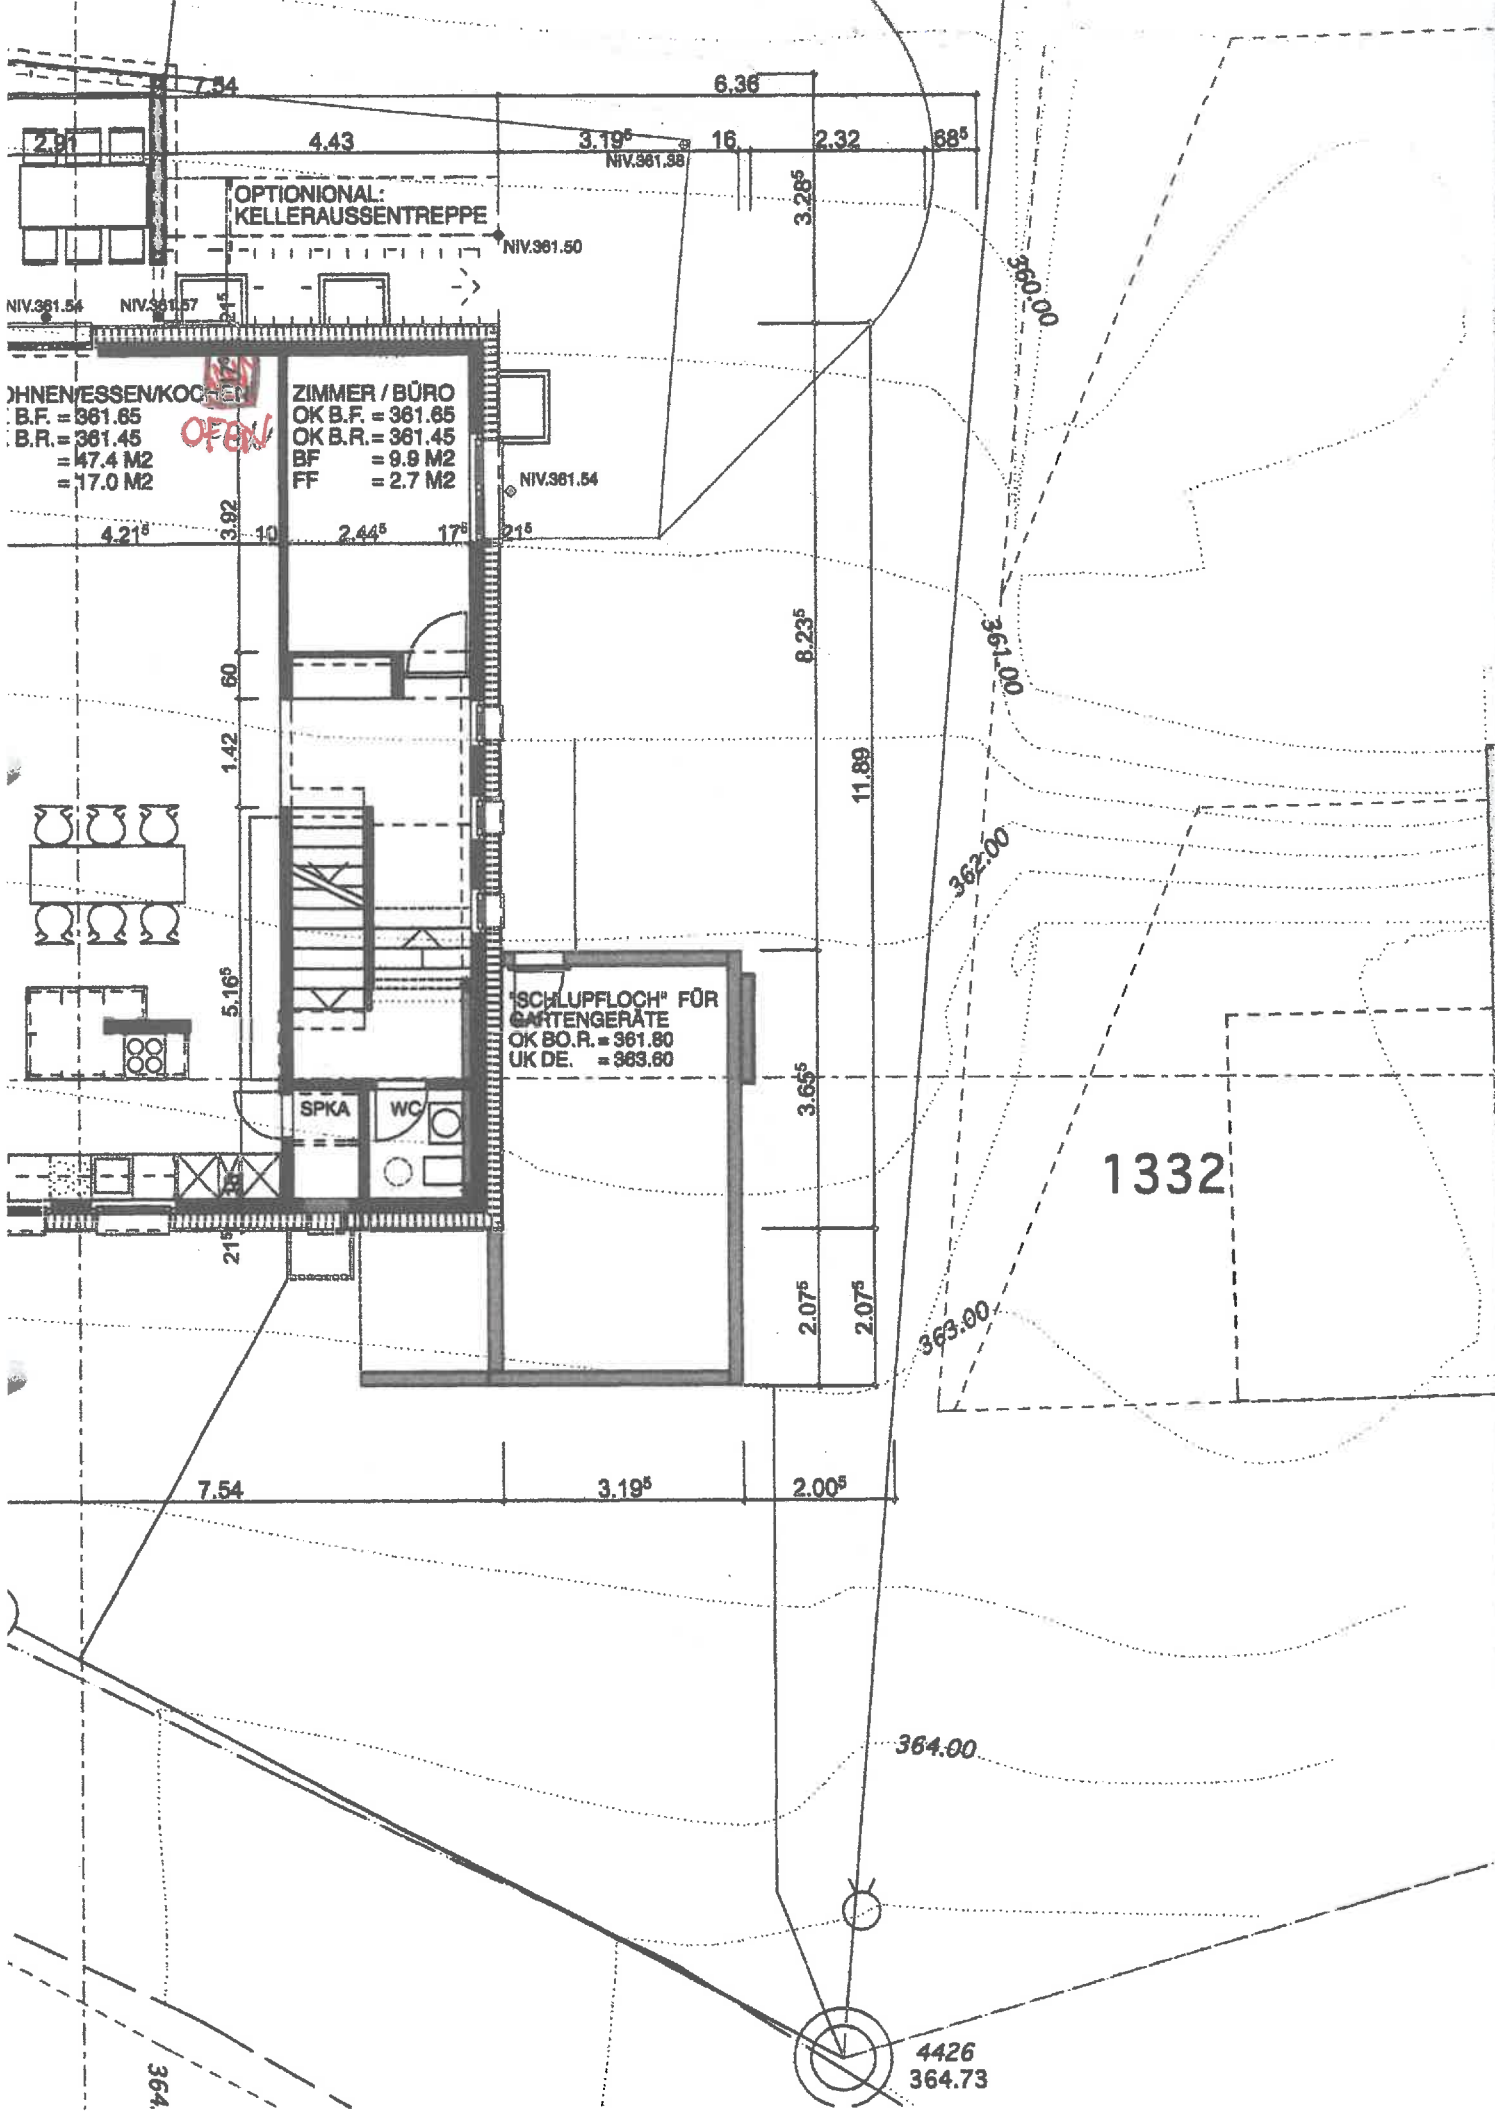 7.54
6.36
2.91
4.43
3.19⁵
16
2.32
68⁵
NIV.361.38
3.28⁵
OPTIONIONAL:
KELLERAUSSENTREPPE
NIV.361.50
360.00
NIV.361.54
NIV.361.57
21⁵
OHNEN/ESSEN/KOCHEN
B.F. = 361.65
B.R. = 361.45
= 47.4 M2
= 17.0 M2
OFEN
ZIMMER / BÜRO
OK B.F. = 361.65
OK B.R. = 361.45
BF = 9.9 M2
FF = 2.7 M2
NIV.361.54
4.21⁵
3.92
10
2.44⁵
17⁵
21⁵
8.23⁵
361.00
60
1.42
11.89
362.00
5.16⁵
"SCHLUPFLOCH" FÜR
GARTENGERÄTE
OK BO.R. = 361.80
UK DE. = 363.60
3.65⁵
SPKA
WC
1332
21⁵
2.07⁵
2.07⁵
363.00
7.54
3.19⁵
2.00⁵
364.00
4426
364.73
364.